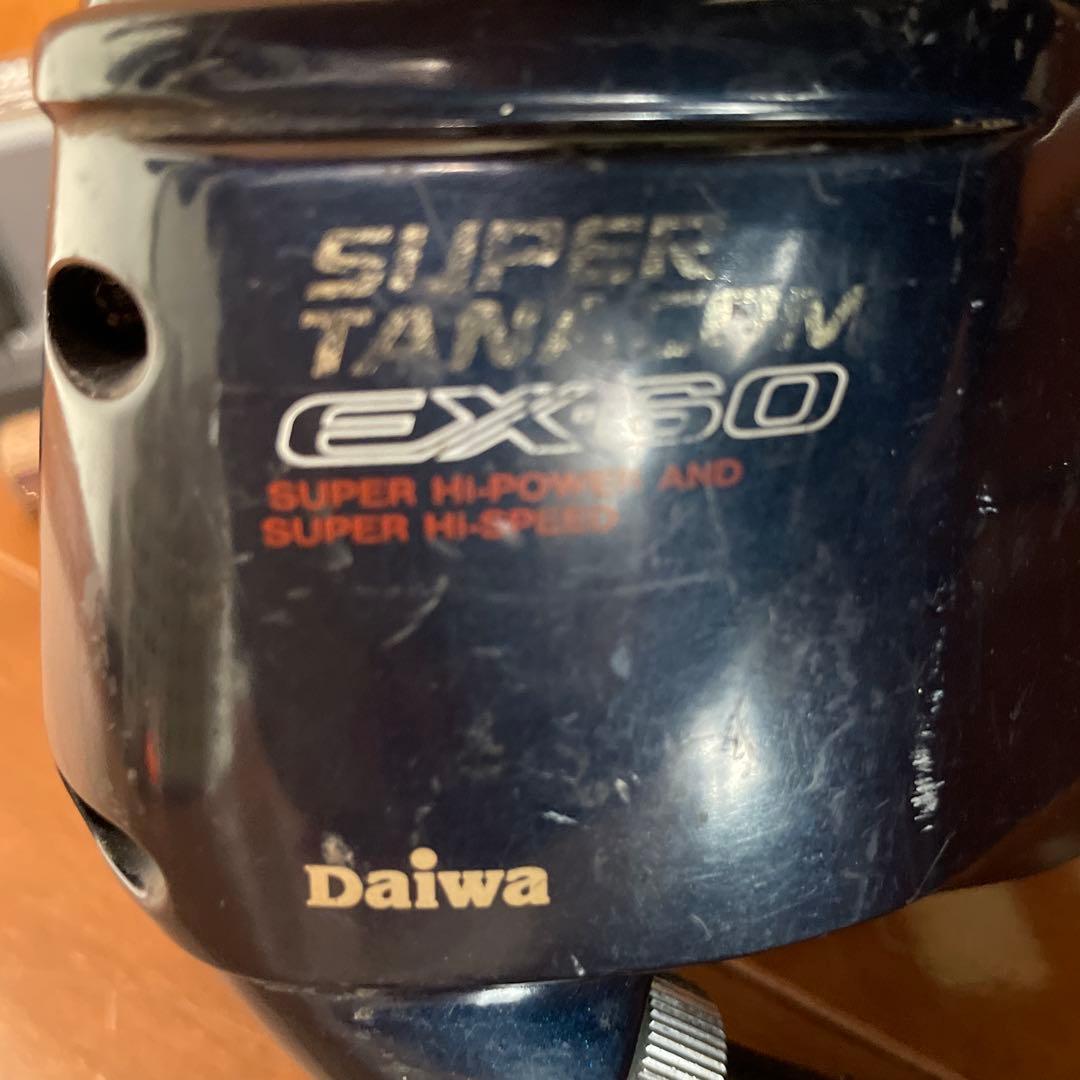 SUPER
TANACOM
EX-60
SUPER Hi-POWER AND
SUPER Hi-SPEED
Daiwa